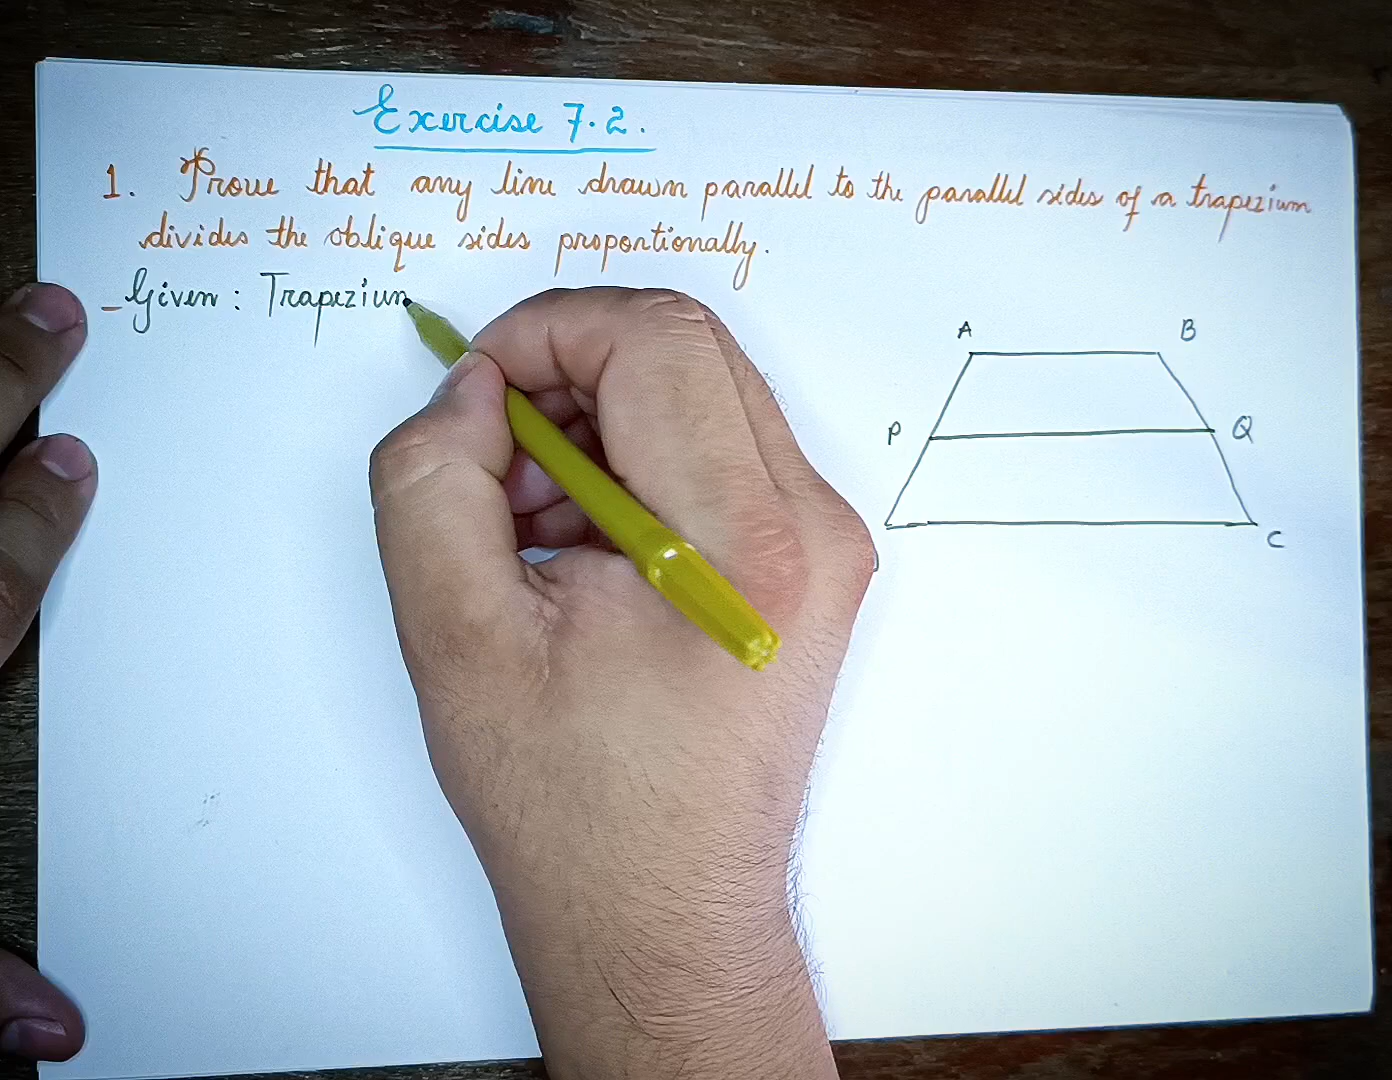 Exercise 7.2.
1. Prove that any line drawn parallel to the parallel sides of a trapezium
divides the oblique sides proportionally.
Given : Trapezium
A B
P Q
C